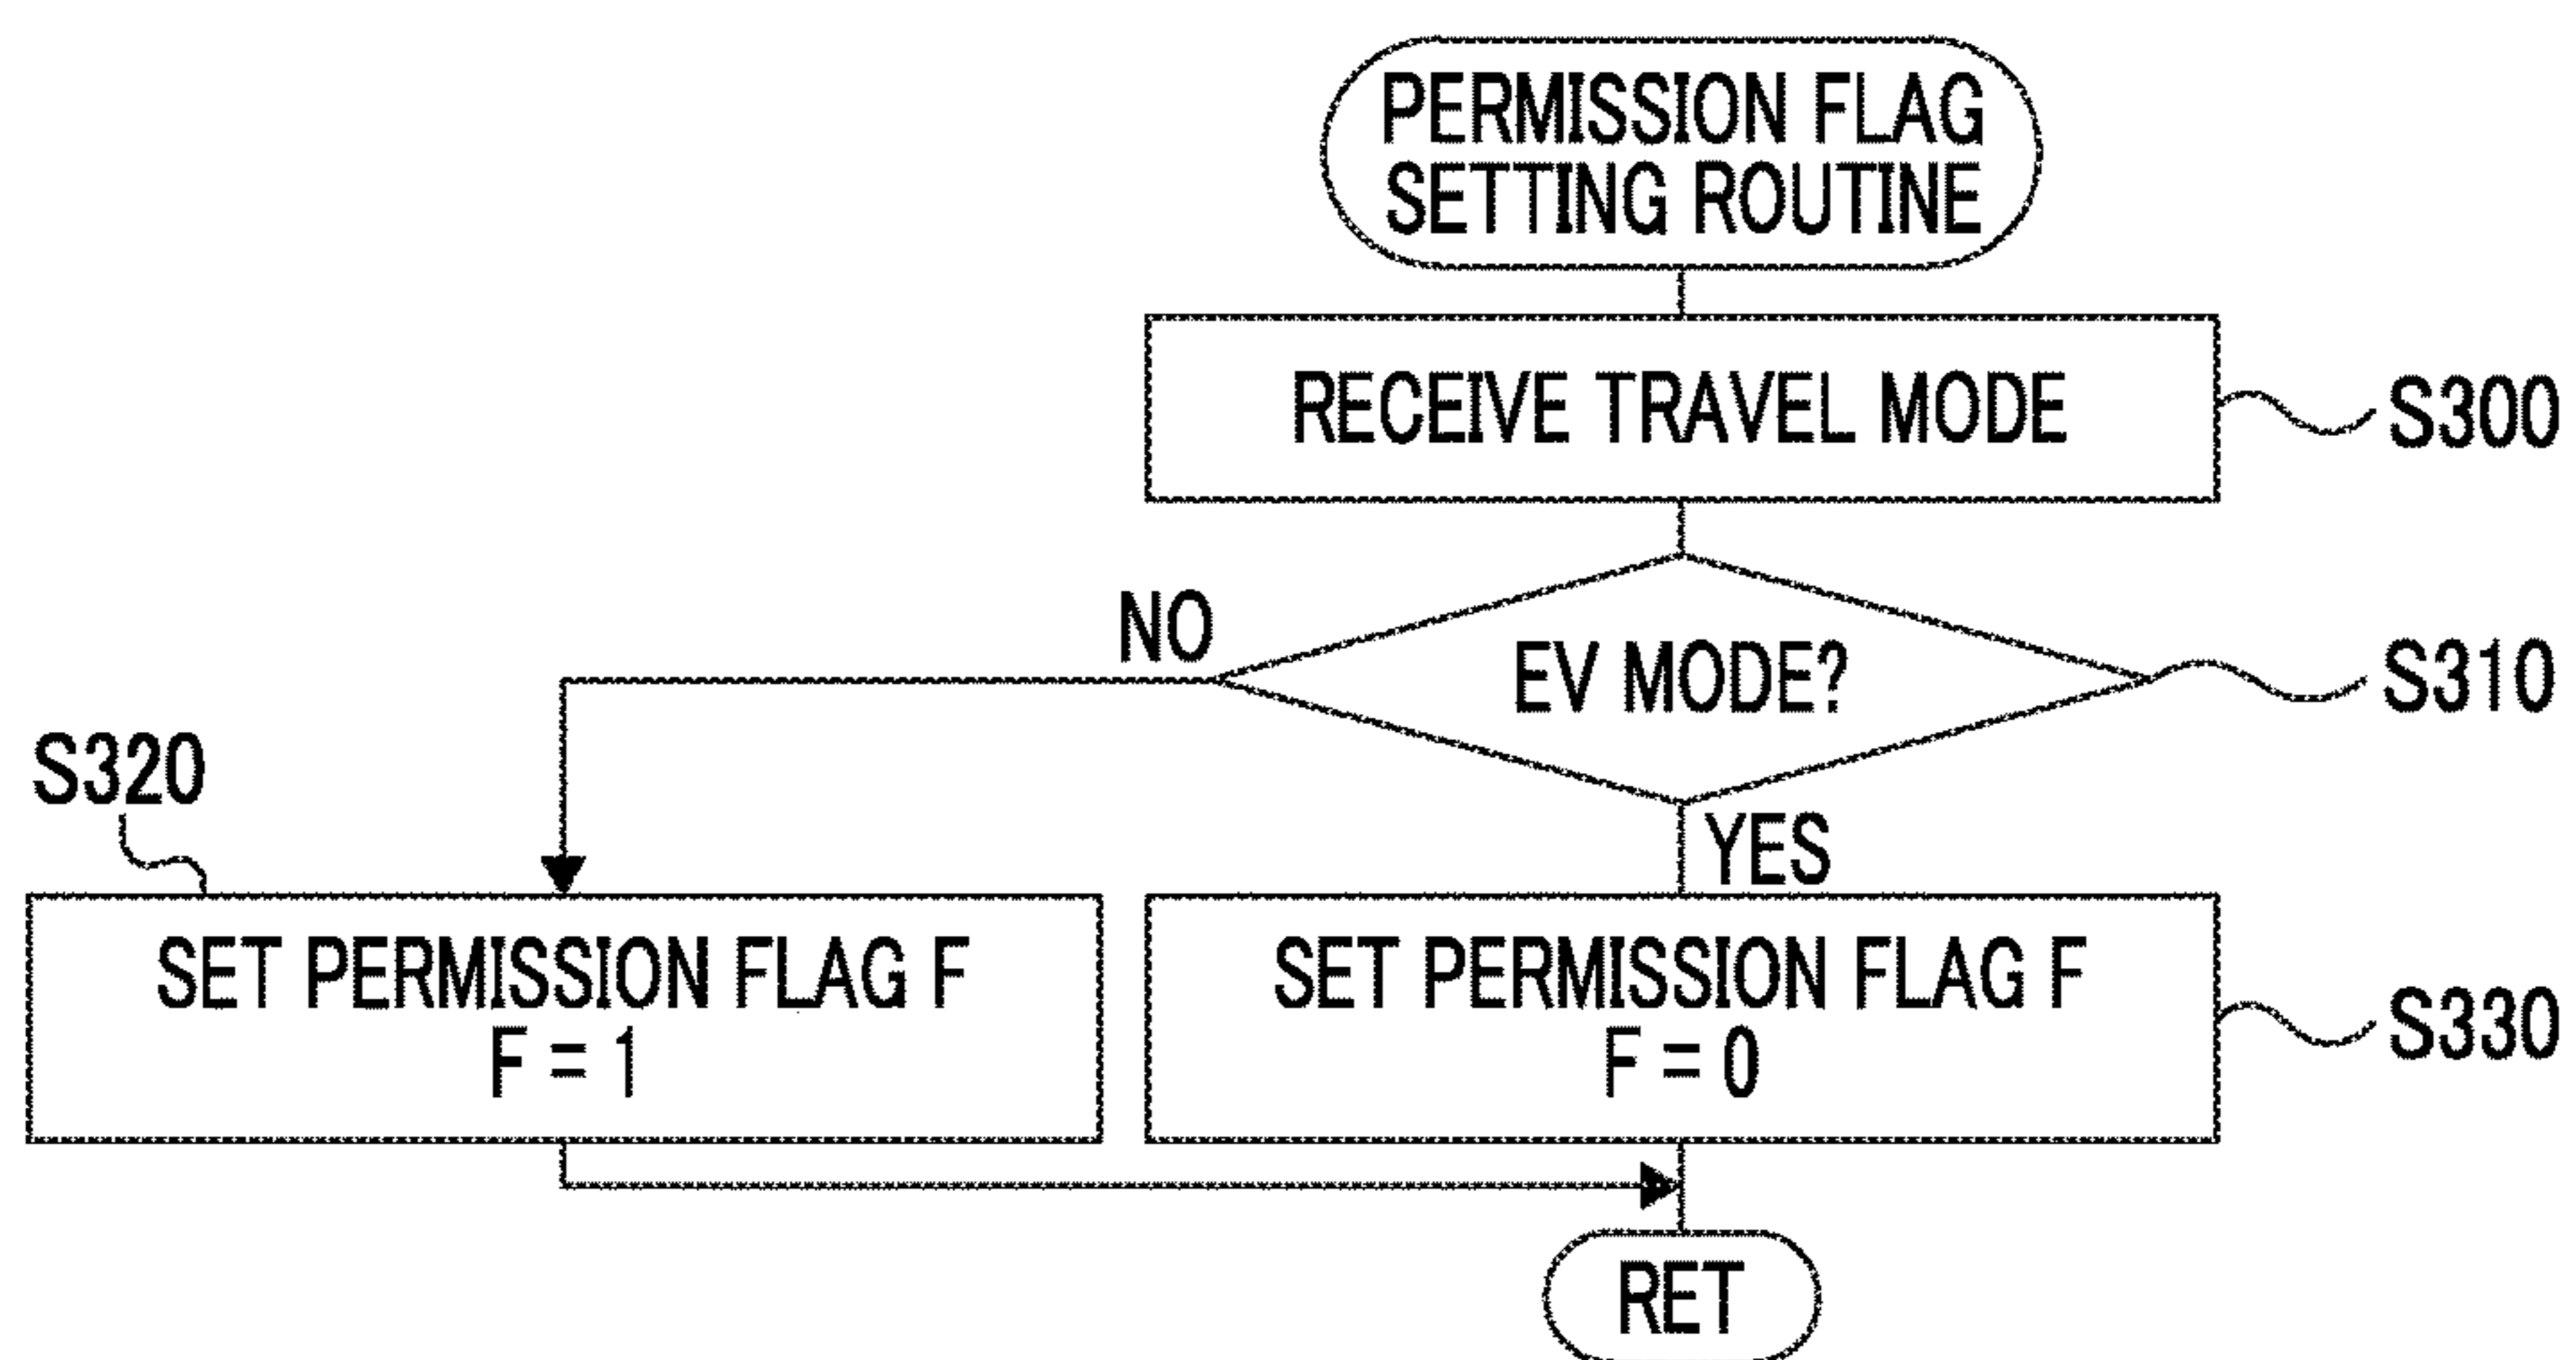 PERMISSION FLAG
SETTING ROUTINE
RECEIVE TRAVEL MODE
S300
NO
EV MODE?
S310
S320
YES
SET PERMISSION FLAG F
F = 1
SET PERMISSION FLAG F
F = 0
S330
RET